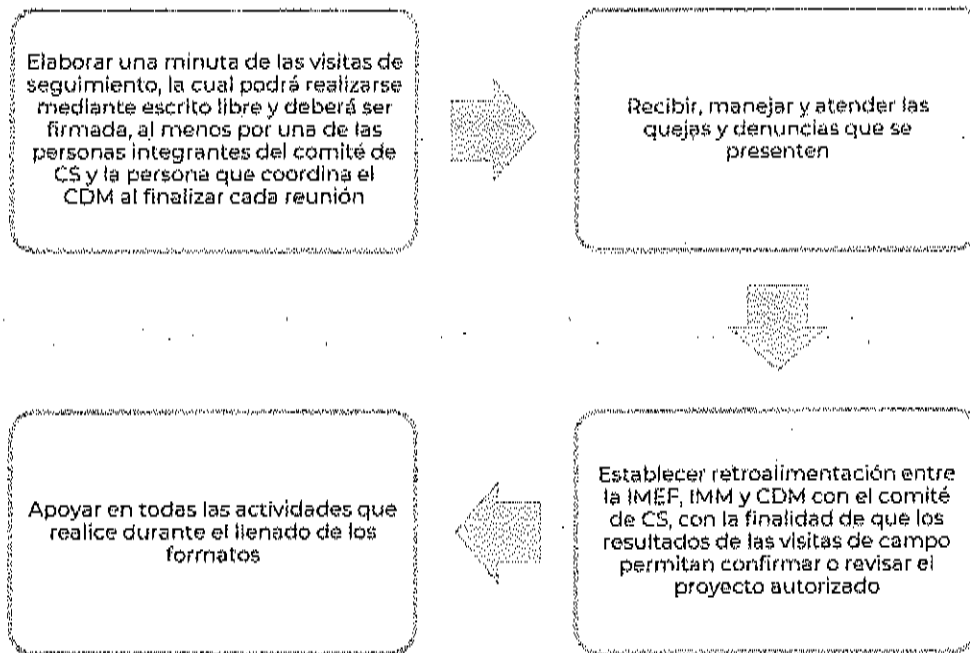 Elaborar una minuta de las visitas de
seguimiento, la cual podrá realizarse
mediante escrito libre y deberá ser
firmada, al menos por una de las
personas integrantes del comité de
CS y la persona que coordina el
CDM al finalizar cada reunión
Recibir, manejar y atender las
quejas y denuncias que se
presenten
Establecer retroalimentación entre
la IMEF, IMM y CDM con el comité
de CS, con la finalidad de que los
resultados de las visitas de campo
permitan confirmar o revisar el
proyecto autorizado
Apoyar en todas las actividades que
realice durante el llenado de los
formatos